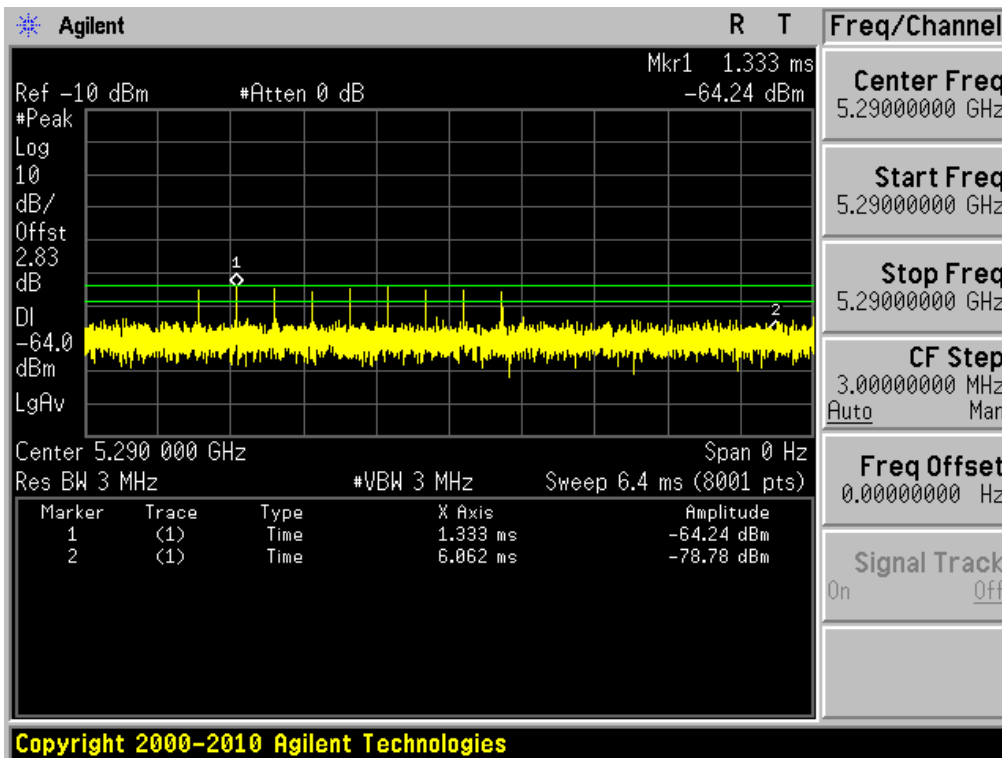 Agilent R T
Mkr1 1.333 ms
Ref −10 dBm #Atten 0 dB −64.24 dBm
#Peak
Log
10
dB/
Offst
2.83
dB
DI
−64.0
dBm
LgAv
1
2
Center 5.290 000 GHz Span 0 Hz
Res BW 3 MHz #VBW 3 MHz Sweep 6.4 ms (8001 pts)
Marker Trace Type X Axis Amplitude
1 (1) Time 1.333 ms −64.24 dBm
2 (1) Time 6.062 ms −78.78 dBm
Freq/Channel
Center Freq
5.29000000 GHz
Start Freq
5.29000000 GHz
Stop Freq
5.29000000 GHz
CF Step
3.00000000 MHz
Auto Man
Freq Offset
0.00000000 Hz
Signal Track
On Off
Copyright 2000–2010 Agilent Technologies